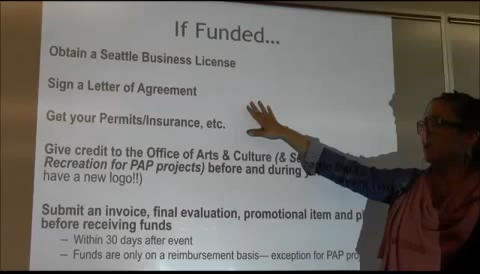 If Funded...
Obtain a Seattle Business License
Sign a Letter of Agreement
Get your Permits/Insurance, etc.
Give credit to the Office of Arts & Culture (& Se
Recreation for PAP projects) before and during
have a new logo!!)
Submit an invoice, final evaluation, promotional item and p
before receiving funds
– Within 30 days after event
– Funds are only on a reimbursement basis— exception for PAP pro